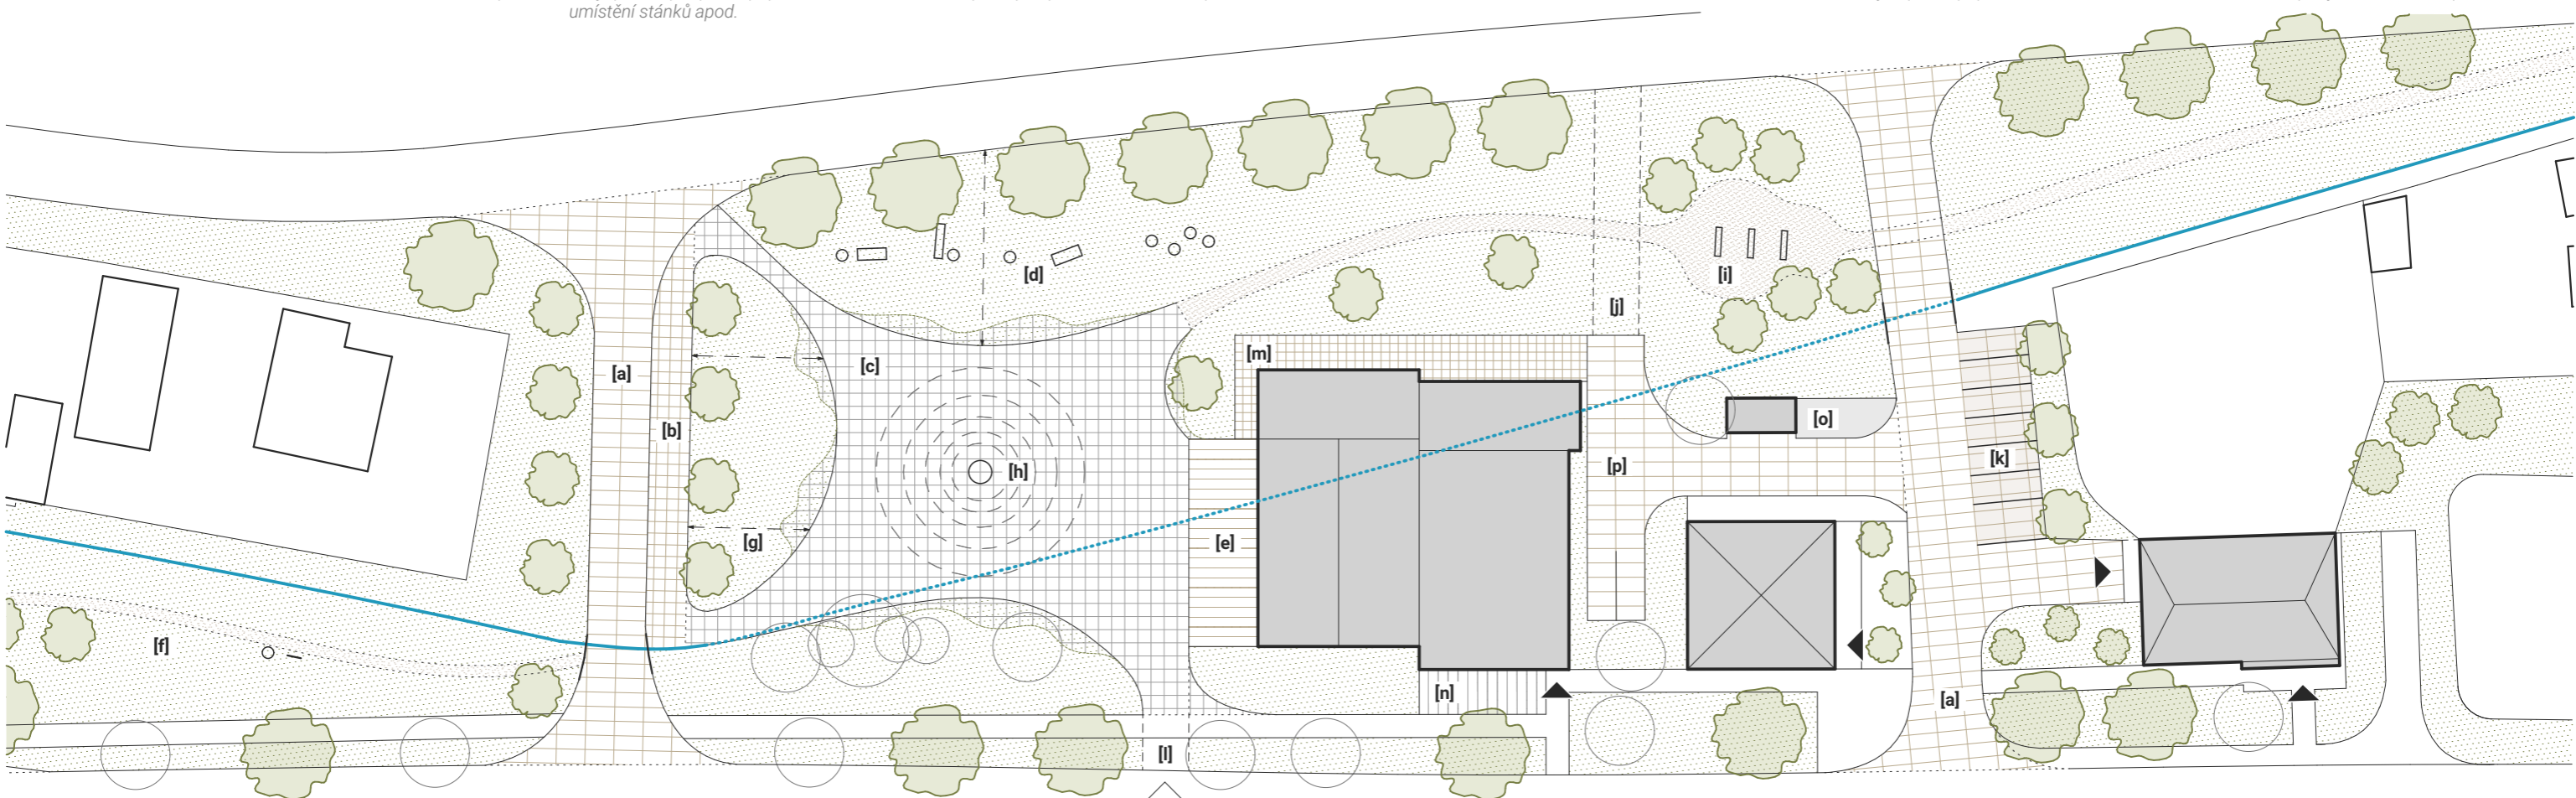 umístění stánků apod.
[d]
[i]
[j]
[m]
[c]
[a]
[o]
[b]
[k]
[p]
[h]
[g]
[e]
[f]
[n]
[a]
[l]